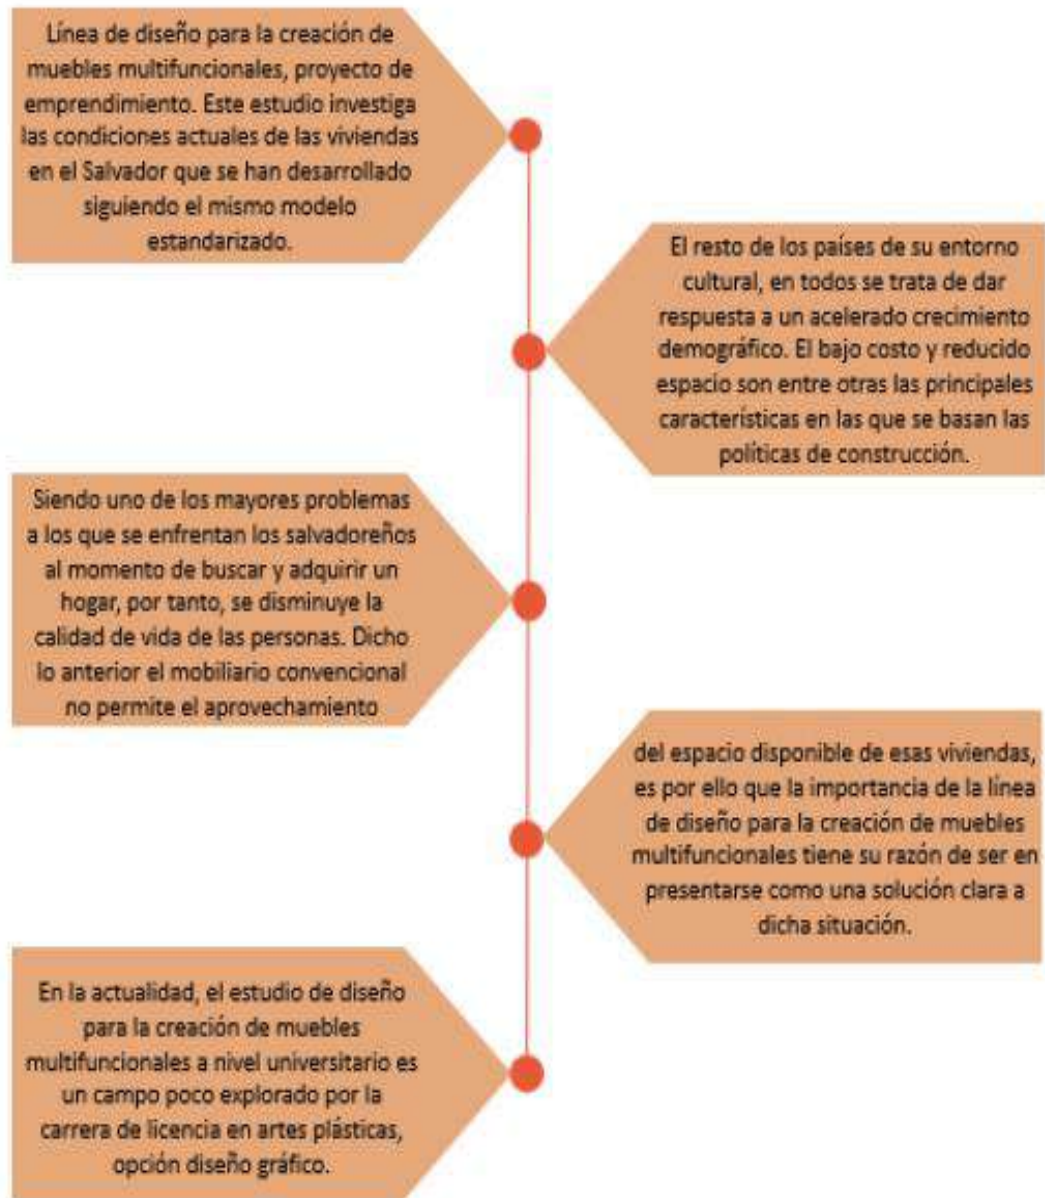 Línea de diseño para la creación de
muebles multifuncionales, proyecto de
emprendimiento. Este estudio investiga
las condiciones actuales de las viviendas
en el Salvador que se han desarrollado
siguiendo el mismo modelo
estandarizado.
El resto de los países de su entorno
cultural, en todos se trata de dar
respuesta a un acelerado crecimiento
demográfico. El bajo costo y reducido
espacio son entre otras las principales
características en las que se basan las
políticas de construcción.
Siendo uno de los mayores problemas
a los que se enfrentan los salvadoreños
al momento de buscar y adquirir un
hogar, por tanto, se disminuye la
calidad de vida de las personas. Dicho
lo anterior el mobiliario convencional
no permite el aprovechamiento
del espacio disponible de esas viviendas,
es por ello que la importancia de la línea
de diseño para la creación de muebles
multifuncionales tiene su razón de ser en
presentarse como una solución clara a
dicha situación.
En la actualidad, el estudio de diseño
para la creación de muebles
multifuncionales a nivel universitario es
un campo poco explorado por la
carrera de licencia en artes plásticas,
opción diseño gráfico.